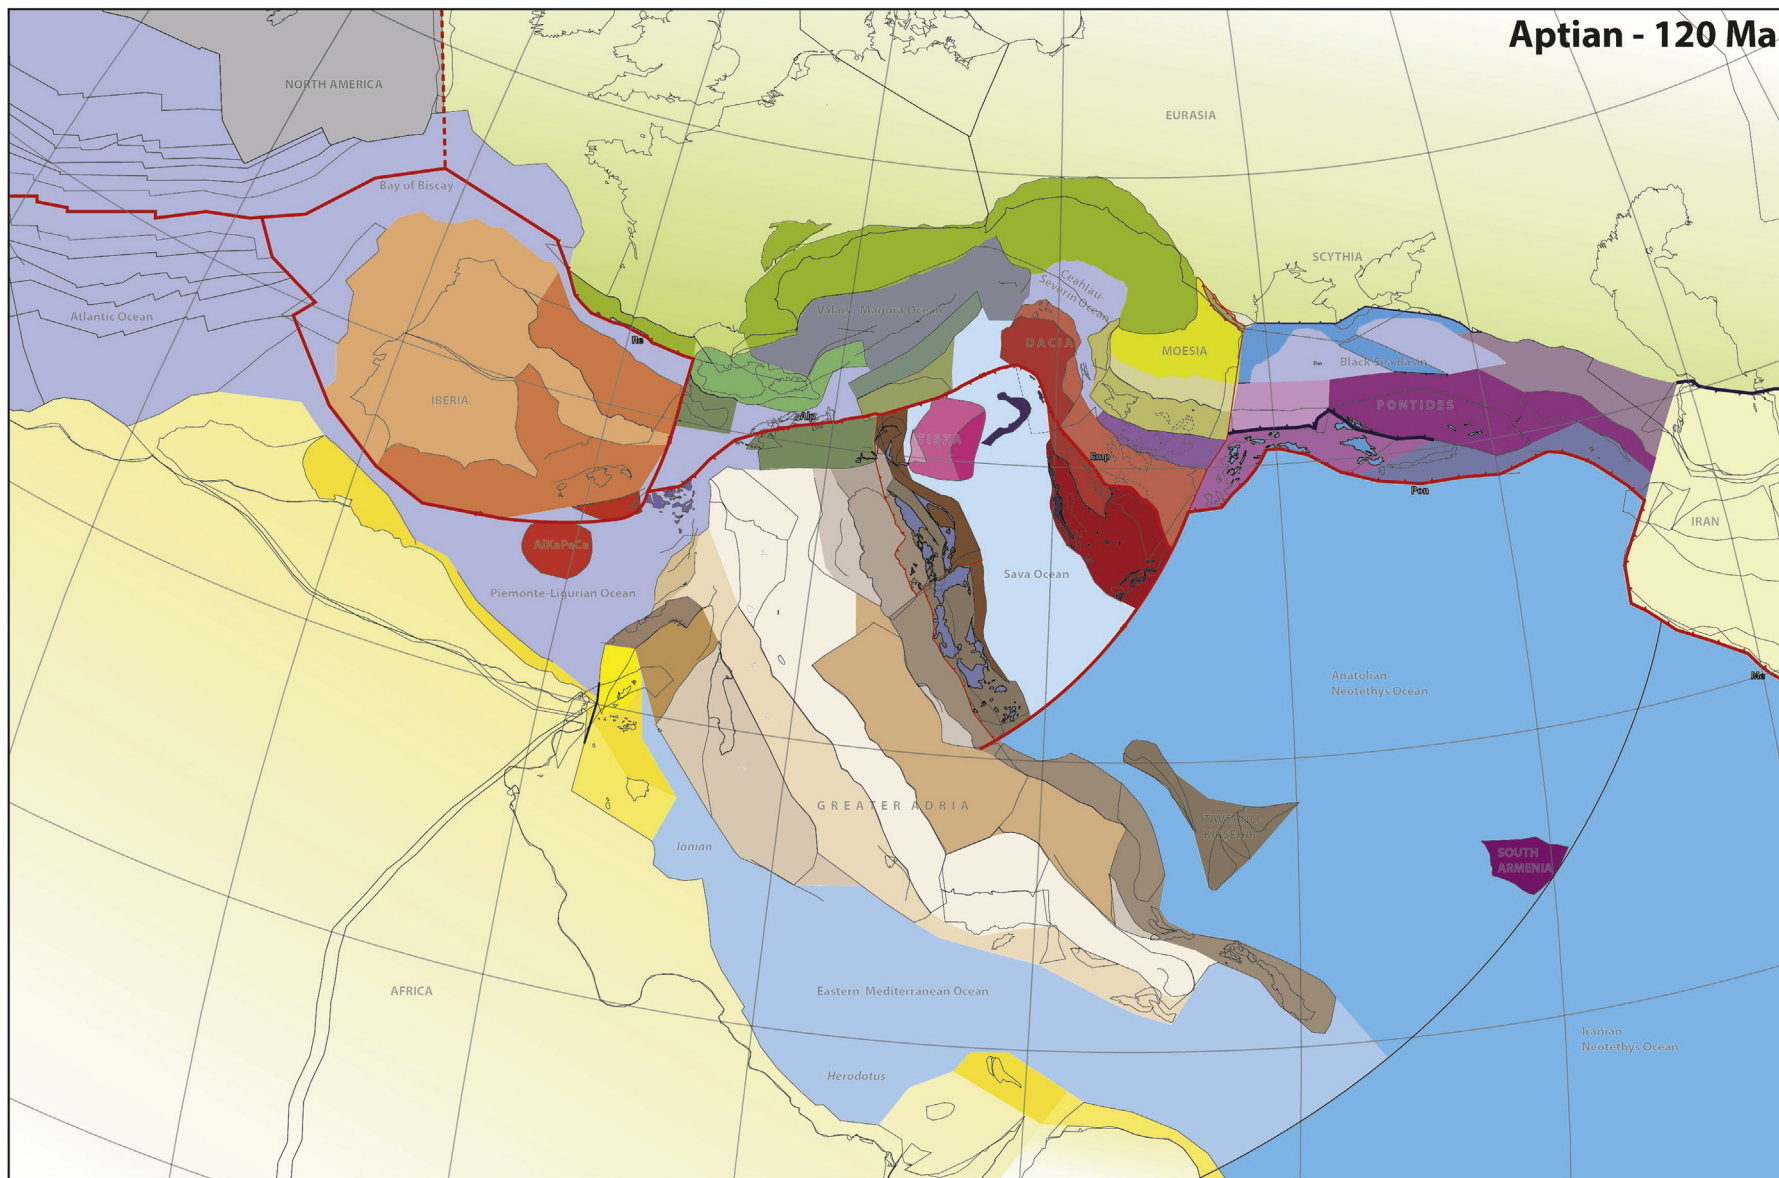 Aptian - 120 Ma
NORTH AMERICA
EURASIA
Bay of Biscay
SCYTHIA
Ceahlau-
Severin Ocean
Atlantic Ocean
Valais - Magura Ocean
Re
DACIA
MOESIA
Black Sea Basin
IBERIA
PONTIDES
Alp
TISZA
Emp
Pon
IRAN
AlKaPeCa
Sava Ocean
Piemonte-Ligurian Ocean
Anatolian
Neotethys Ocean
Me
GREATER ADRIA
TAVSANLI-
KIRSEHIR
Ionian
SOUTH
ARMENIA
AFRICA
Eastern Mediterranean Ocean
Iranian
Neotethys Ocean
Herodotus